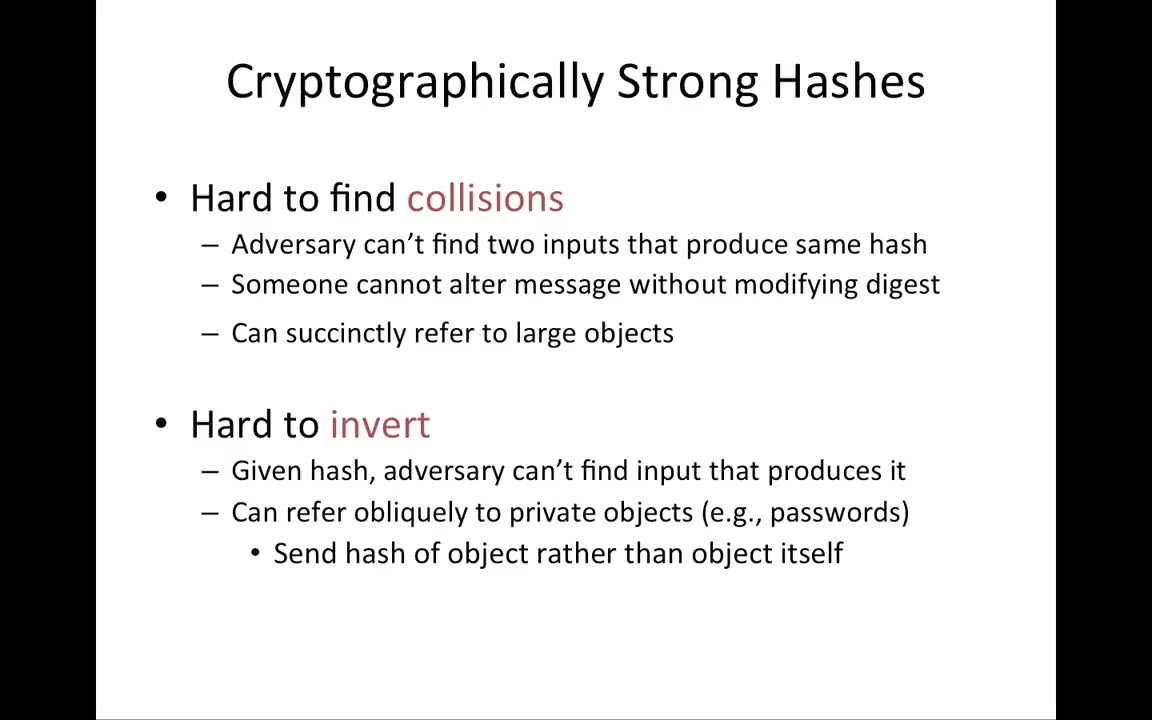 Cryptographically Strong Hashes
• Hard to find collisions
– Adversary can’t find two inputs that produce same hash
– Someone cannot alter message without modifying digest
– Can succinctly refer to large objects
• Hard to invert
– Given hash, adversary can’t find input that produces it
– Can refer obliquely to private objects (e.g., passwords)
• Send hash of object rather than object itself